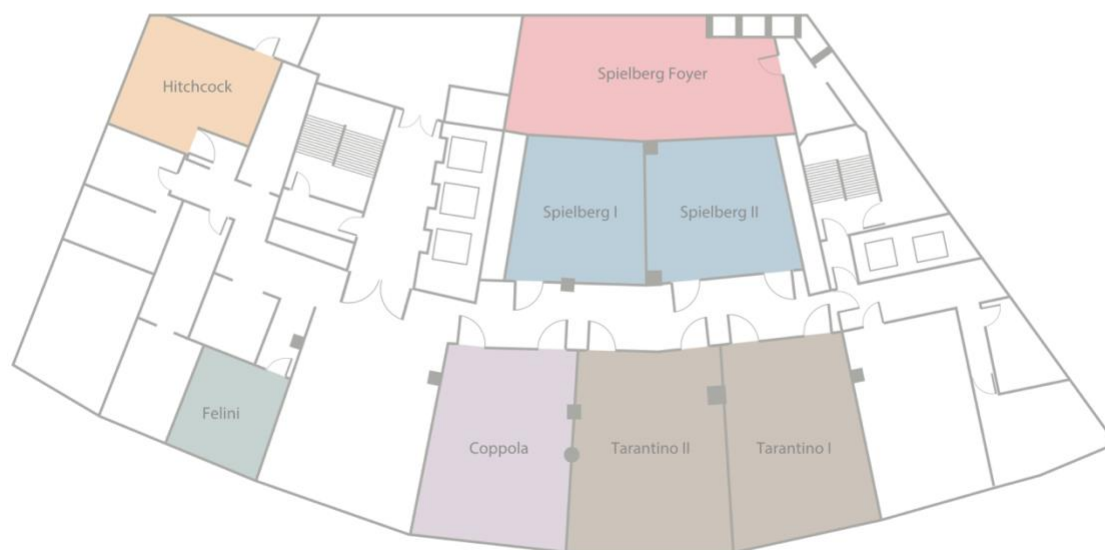 Spielberg Foyer
Hitchcock
Spielberg I
Spielberg II
Felini
Coppola
Tarantino II
Tarantino I